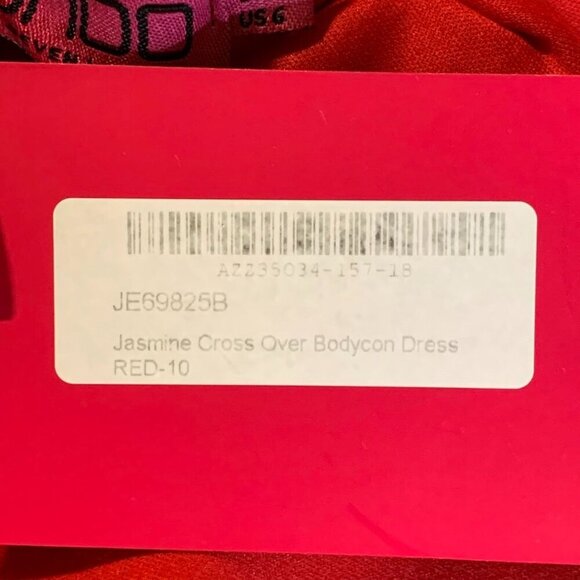 US 6
AZZ35034-157-18
JE69825B
Jasmine Cross Over Bodycon Dress
RED-10